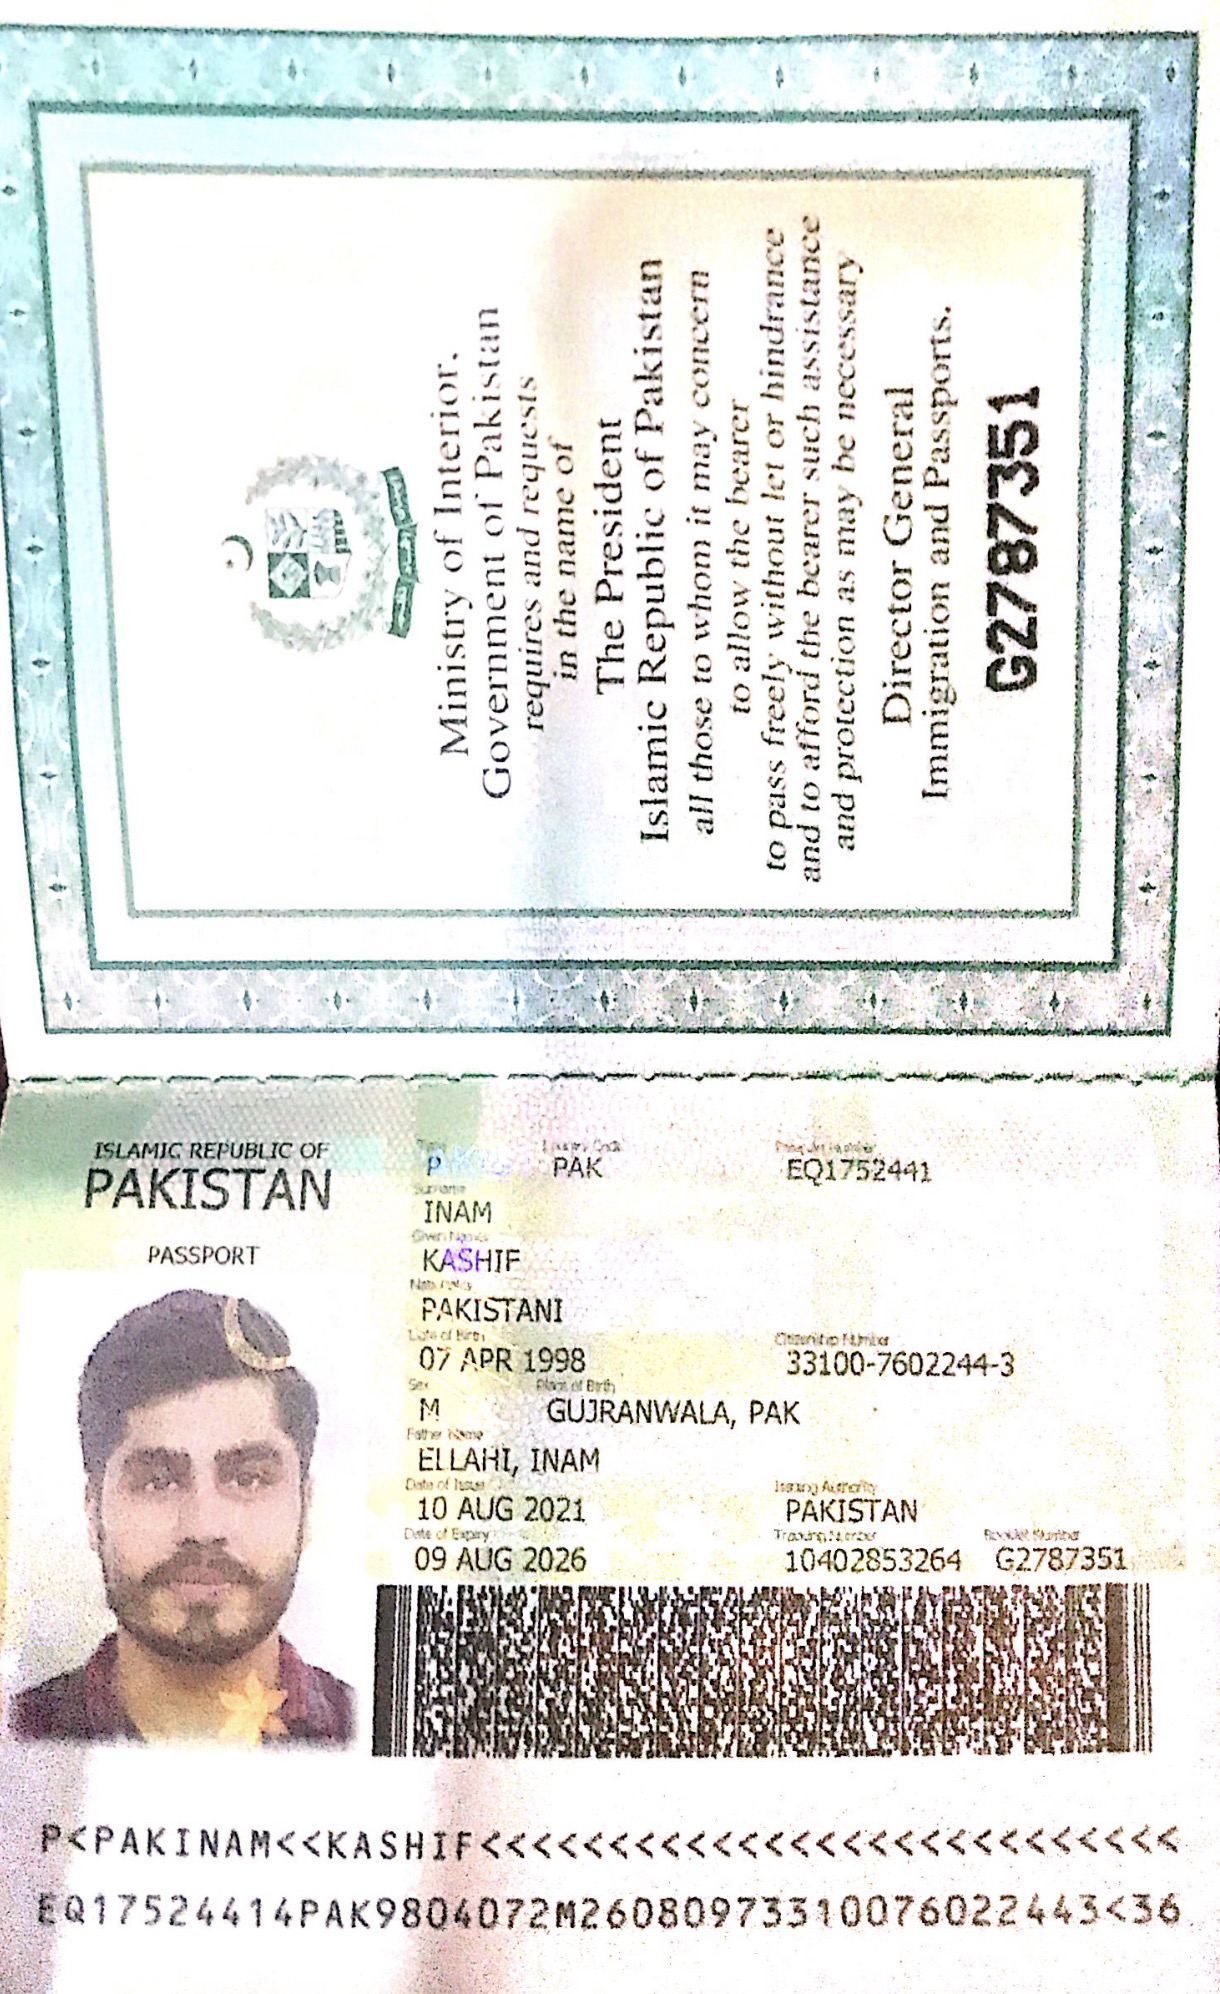 Ministry of Interior.
Government of Pakistan
requires and requests
in the name of
The President
Islamic Republic of Pakistan
all those to whom it may concern
to allow the bearer
to pass freely without let or hindrance
and to afford the bearer such assistance
and protection as may be necessary
Director General
Immigration and Passports.
G2787351
ISLAMIC REPUBLIC OF
PAKISTAN
PASSPORT
Type Country Code Passport Number
P PAK EQ1752441
Surname
INAM
Given Names
KASHIF
Nationality
PAKISTANI
Date of Birth Citizenship Number
07 APR 1998 33100-7602244-3
Sex Place of Birth
M GUJRANWALA, PAK
Father Name
ELLAHI, INAM
Date of Issue Issuing Authority
10 AUG 2021 PAKISTAN
Date of Expiry Tracking Number Booklet Number
09 AUG 2026 10402853264 G2787351
P<PAKINAM<<KASHIF<<<<<<<<<<<<<<<<<<<<<<<<<<<
EQ17524414PAK9804072M26080973310076022443<36